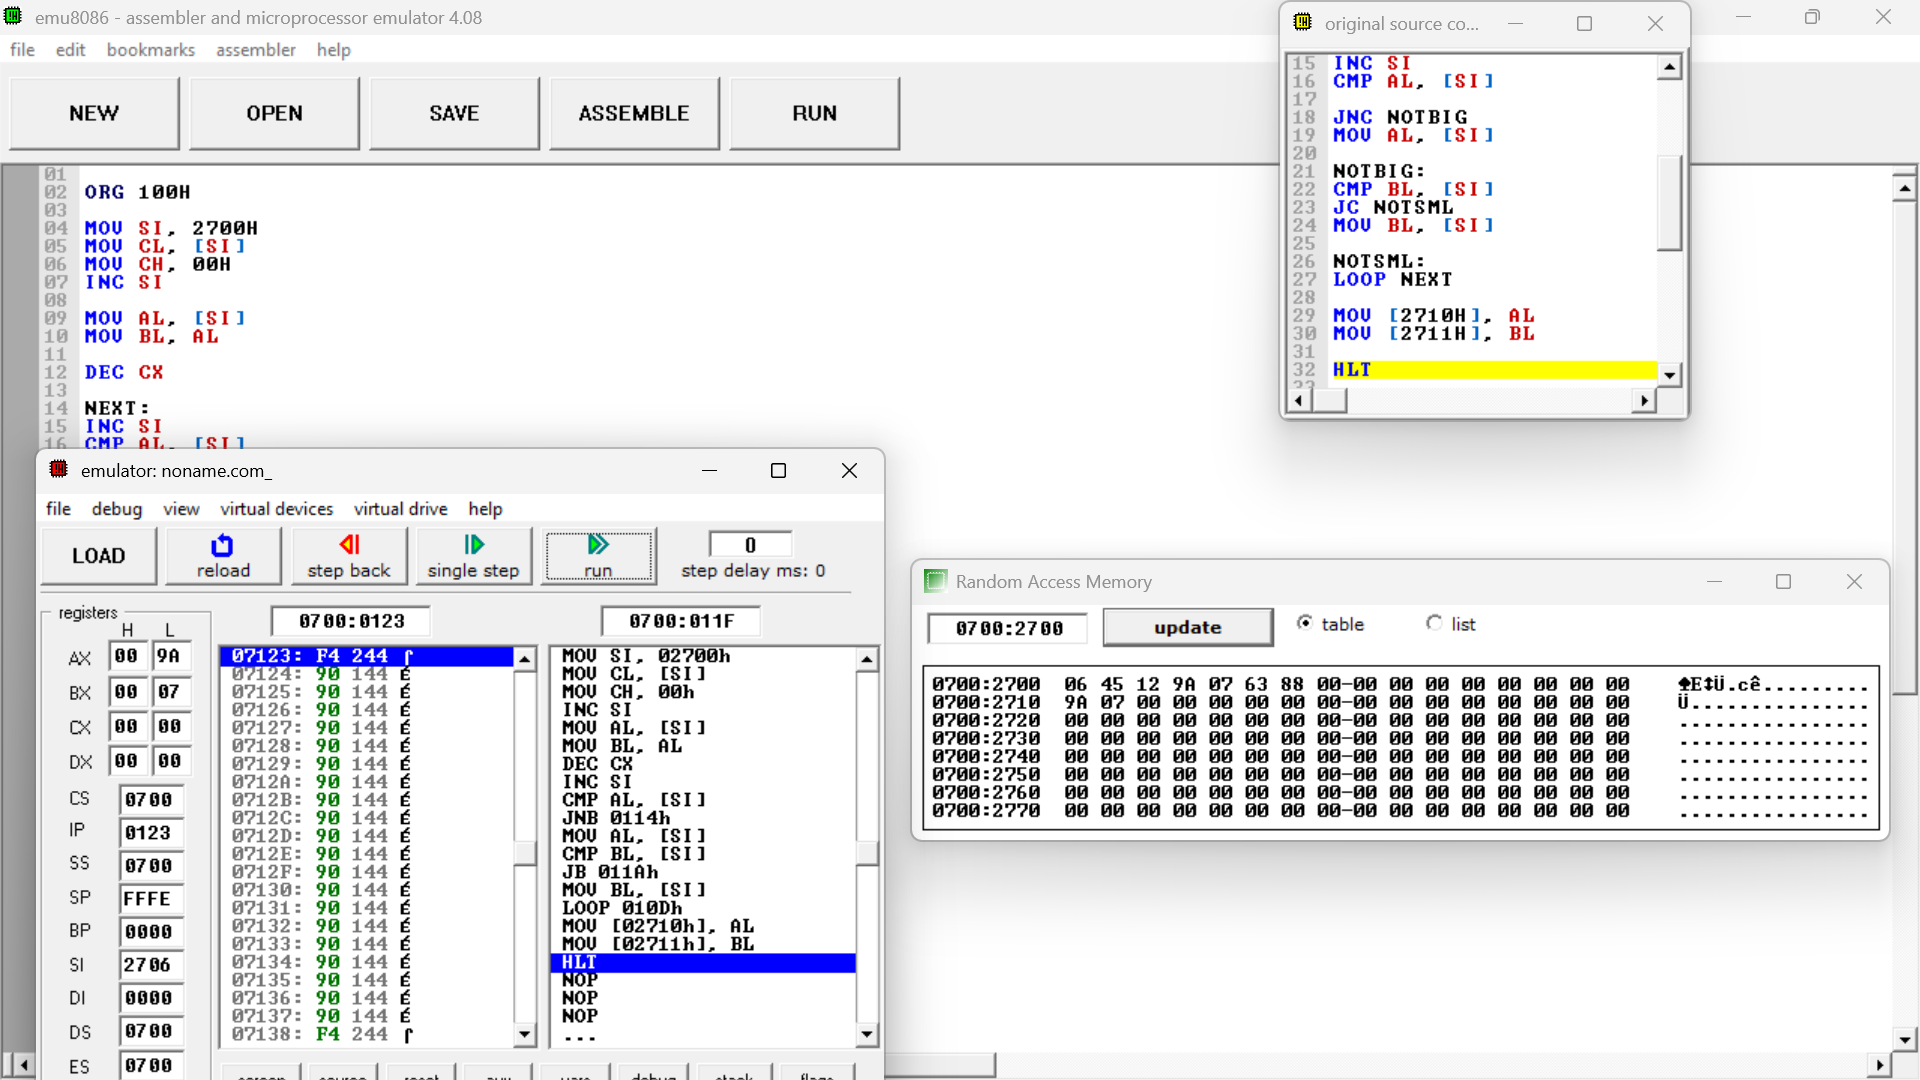 emu8086 - assembler and microprocessor emulator 4.08
file edit bookmarks assembler help
NEW OPEN SAVE ASSEMBLE RUN
01
02 ORG 100H
03
04 MOV SI, 2700H
05 MOV CL, [SI]
06 MOV CH, 00H
07 INC SI
08
09 MOV AL, [SI]
10 MOV BL, AL
11
12 DEC CX
13
14 NEXT:
15 INC SI
16 CMP AL, [SI]
original source co...
15 INC SI
16 CMP AL, [SI]
17
18 JNC NOTBIG
19 MOV AL, [SI]
20
21 NOTBIG:
22 CMP BL, [SI]
23 JC NOTSML
24 MOV BL, [SI]
25
26 NOTSML:
27 LOOP NEXT
28
29 MOV [2710H], AL
30 MOV [2711H], BL
31
32 HLT
emulator: noname.com_
file debug view virtual devices virtual drive help
LOAD reload step back single step run 0 step delay ms: 0
registers
H L
AX 00 9A
BX 00 07
CX 00 00
DX 00 00
CS 0700
IP 0123
SS 0700
SP FFFE
BP 0000
SI 2706
DI 0000
DS 0700
ES 0700
0700:0123
07123: F4 244 ⌠
07124: 90 144 É
07125: 90 144 É
07126: 90 144 É
07127: 90 144 É
07128: 90 144 É
07129: 90 144 É
0712A: 90 144 É
0712B: 90 144 É
0712C: 90 144 É
0712D: 90 144 É
0712E: 90 144 É
0712F: 90 144 É
07130: 90 144 É
07131: 90 144 É
07132: 90 144 É
07133: 90 144 É
07134: 90 144 É
07135: 90 144 É
07136: 90 144 É
07137: 90 144 É
07138: F4 244 ⌠
0700:011F
MOV SI, 02700h
MOV CL, [SI]
MOV CH, 00h
INC SI
MOV AL, [SI]
MOV BL, AL
DEC CX
INC SI
CMP AL, [SI]
JNB 0114h
MOV AL, [SI]
CMP BL, [SI]
JB 011Ah
MOV BL, [SI]
LOOP 010Dh
MOV [02710h], AL
MOV [02711h], BL
HLT
NOP
NOP
NOP
...
screen source reset aux vars debug stack flags
Random Access Memory
0700:2700 update table list
0700:2700 06 45 12 9A 07 63 88 00-00 00 00 00 00 00 00 00 ♠E↕Ü.cê.........
0700:2710 9A 07 00 00 00 00 00 00-00 00 00 00 00 00 00 00 Ü...............
0700:2720 00 00 00 00 00 00 00 00-00 00 00 00 00 00 00 00 ................
0700:2730 00 00 00 00 00 00 00 00-00 00 00 00 00 00 00 00 ................
0700:2740 00 00 00 00 00 00 00 00-00 00 00 00 00 00 00 00 ................
0700:2750 00 00 00 00 00 00 00 00-00 00 00 00 00 00 00 00 ................
0700:2760 00 00 00 00 00 00 00 00-00 00 00 00 00 00 00 00 ................
0700:2770 00 00 00 00 00 00 00 00-00 00 00 00 00 00 00 00 ................